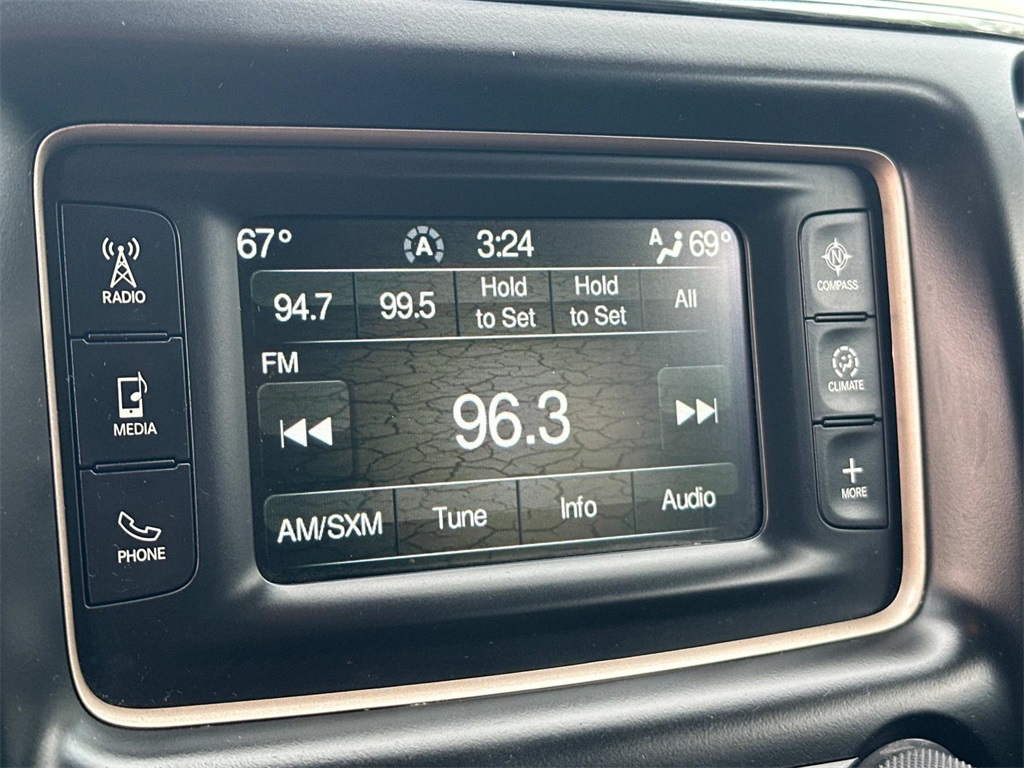 67° A 3:24 A 69°
94.7 99.5 Hold to Set Hold to Set All
FM
96.3
AM/SXM Tune Info Audio
RADIO
MEDIA
PHONE
N
COMPASS
CLIMATE
+
MORE